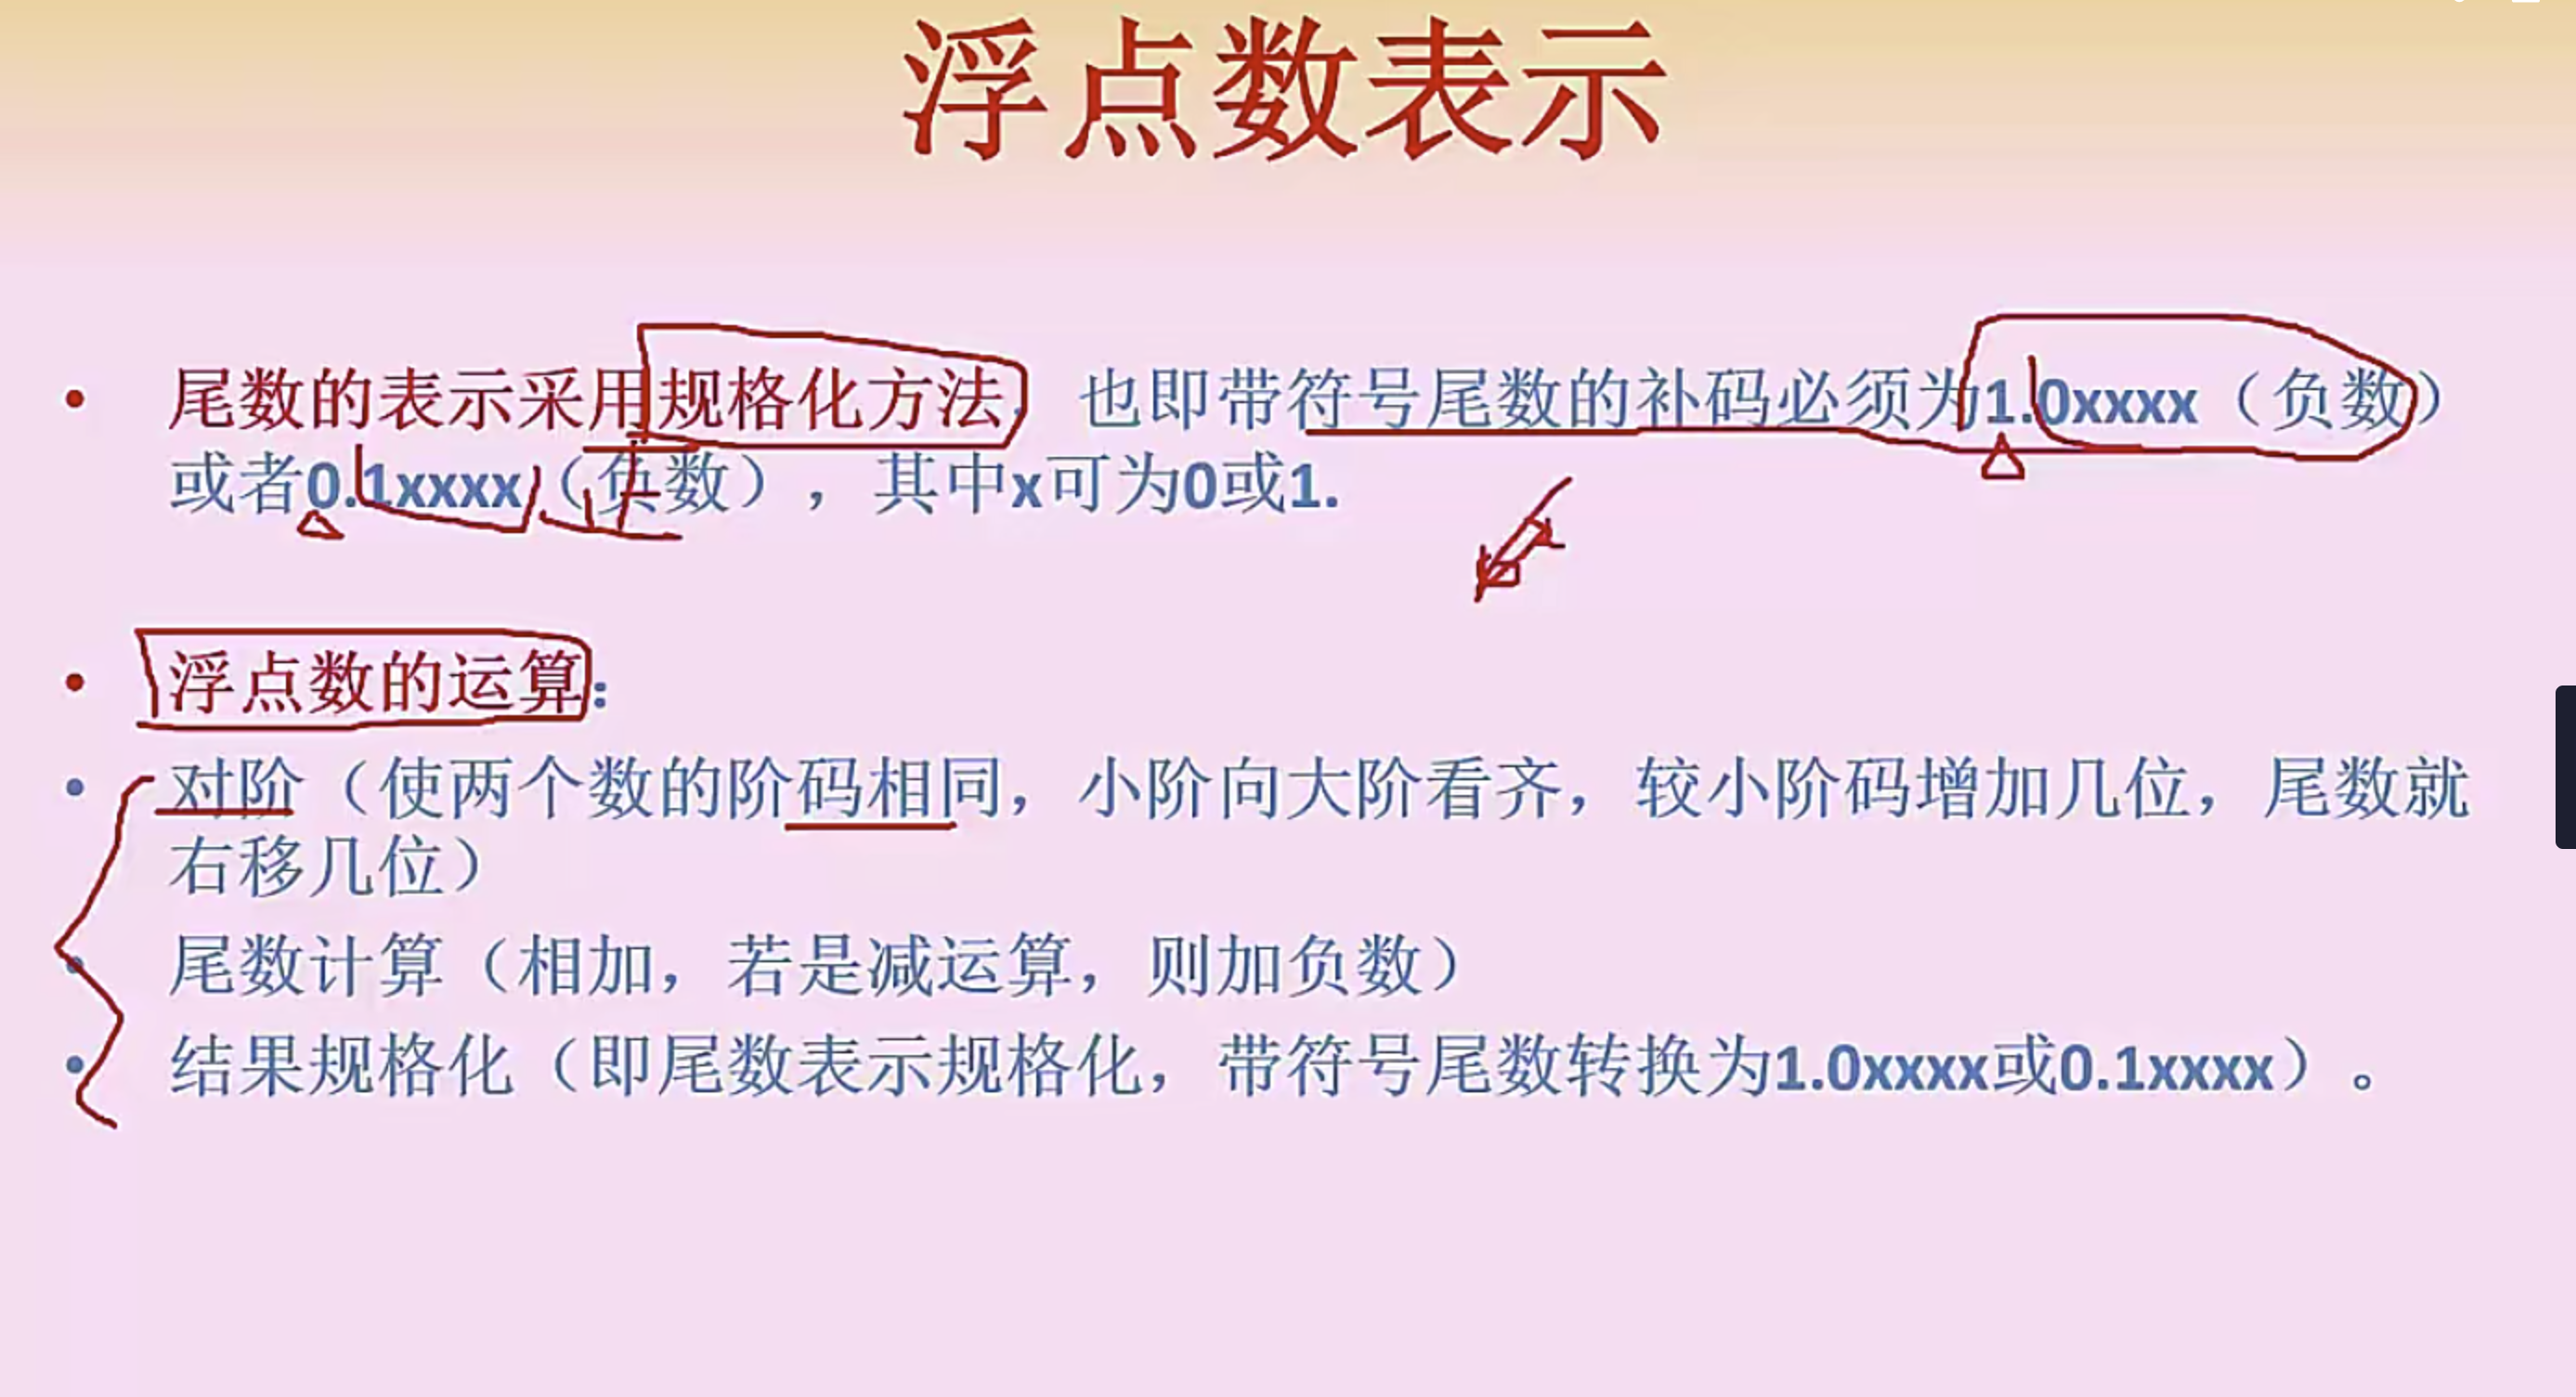 浮点数表示
• 尾数的表示采用规格化方法，也即带符号尾数的补码必须为1.0xxxx（负数）
或者0.1xxxx（负数），其中x可为0或1.
• 浮点数的运算：
• 对阶（使两个数的阶码相同，小阶向大阶看齐，较小阶码增加几位，尾数就
右移几位）
• 尾数计算（相加，若是减运算，则加负数）
• 结果规格化（即尾数表示规格化，带符号尾数转换为1.0xxxx或0.1xxxx）。